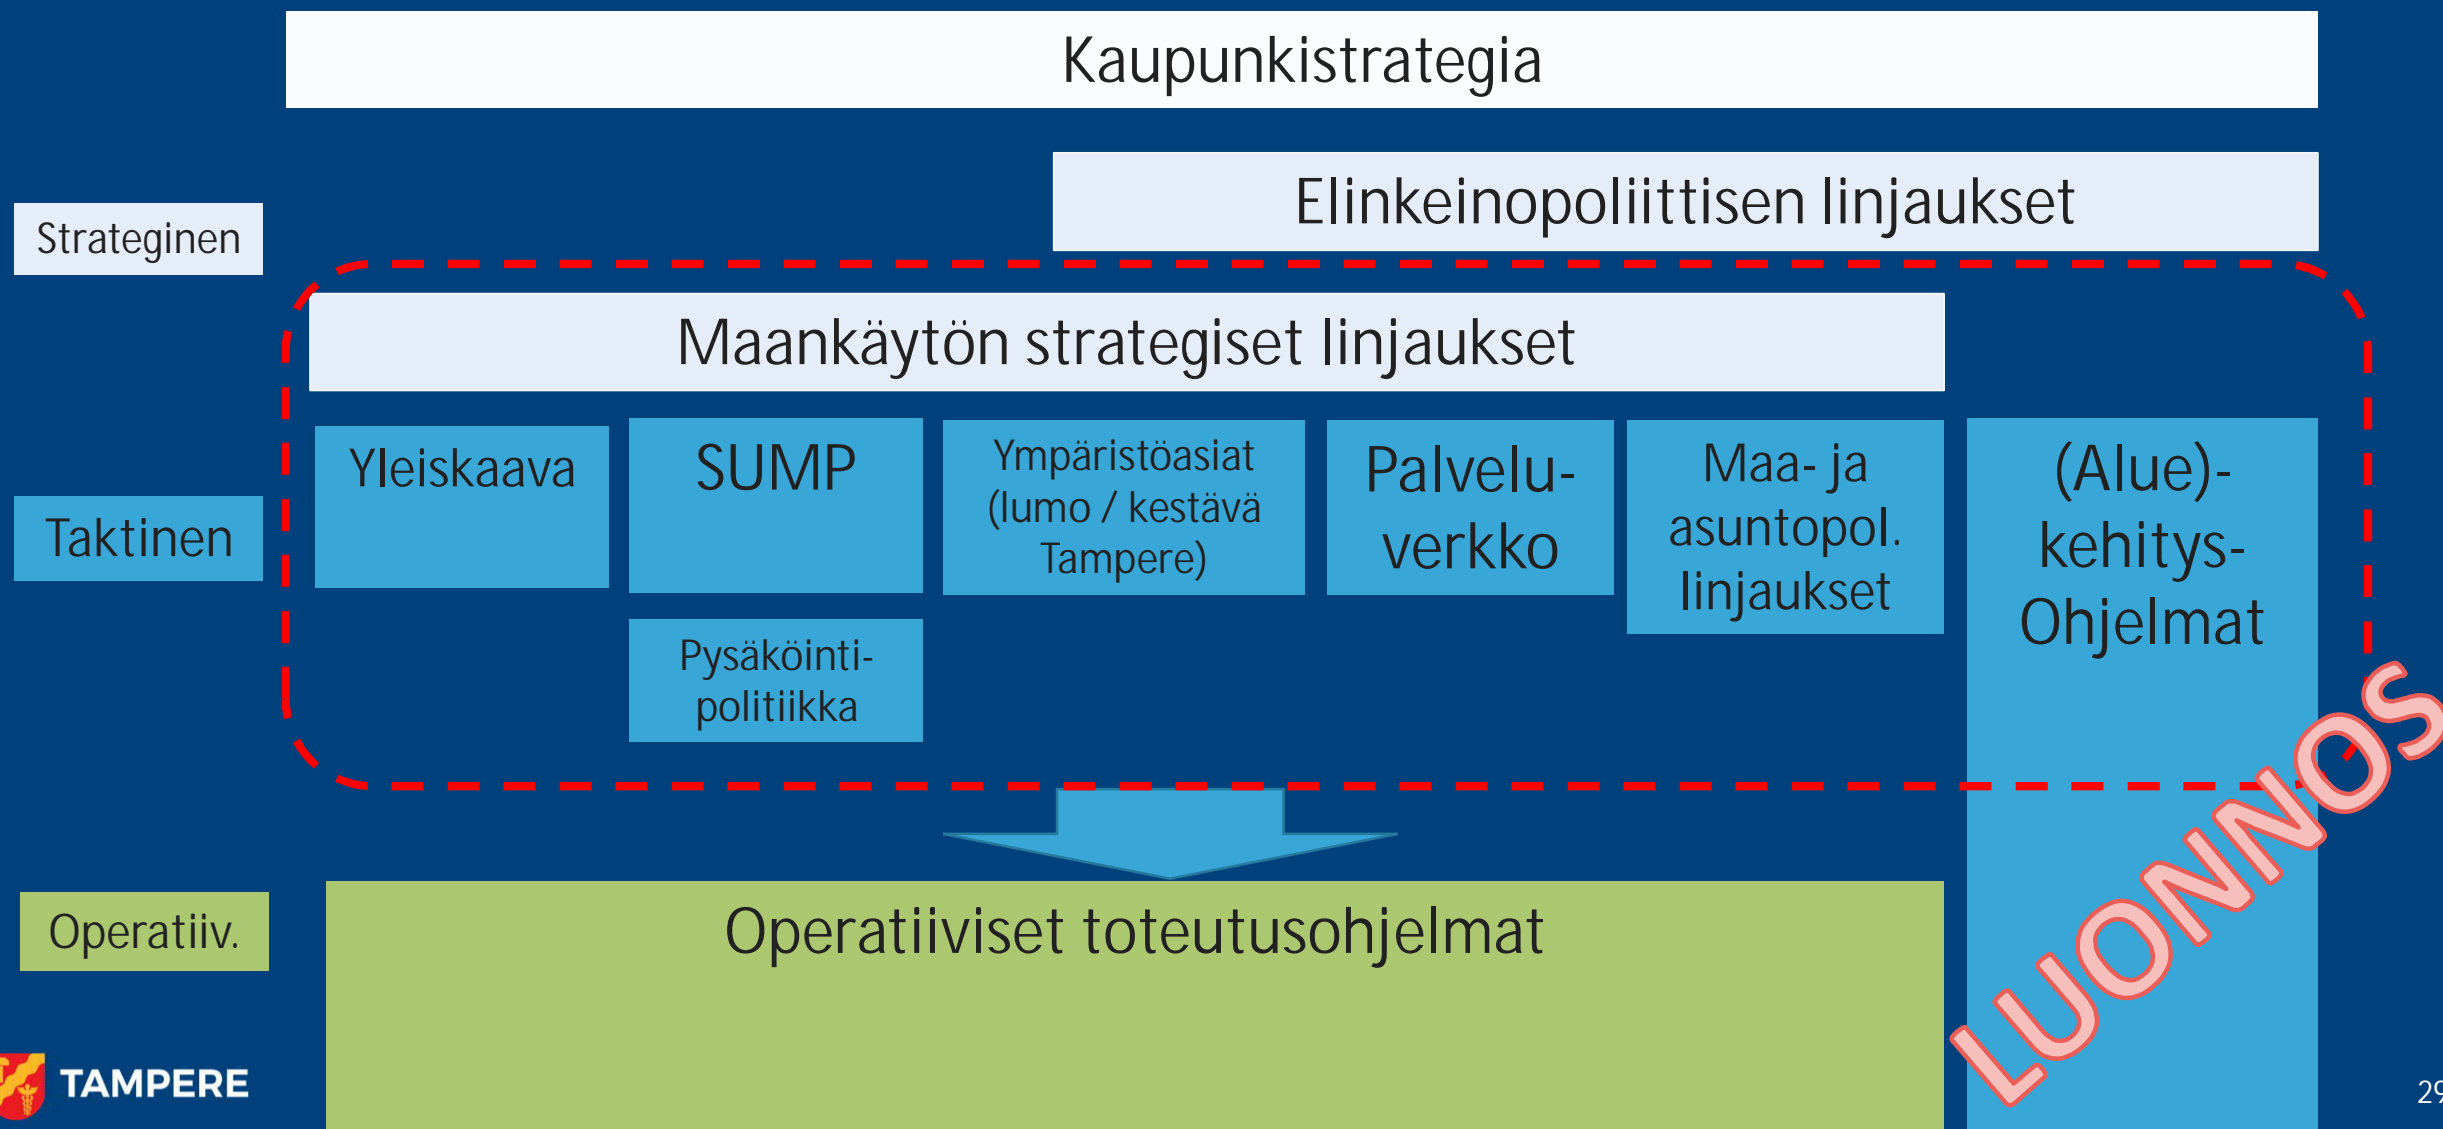 Kaupunkistrategia
Elinkeinopoliittisen linjaukset
Strateginen
Maankäytön strategiset linjaukset
Yleiskaava
SUMP
Ympäristöasiat
(lumo / kestävä
Tampere)
Palvelu-
verkko
Maa- ja
asuntopol.
linjaukset
(Alue)-
kehitys-
Ohjelmat
Taktinen
Pysäköinti-
politiikka
LUONNOS
Operatiiv.
Operatiiviset toteutusohjelmat
TAMPERE
29